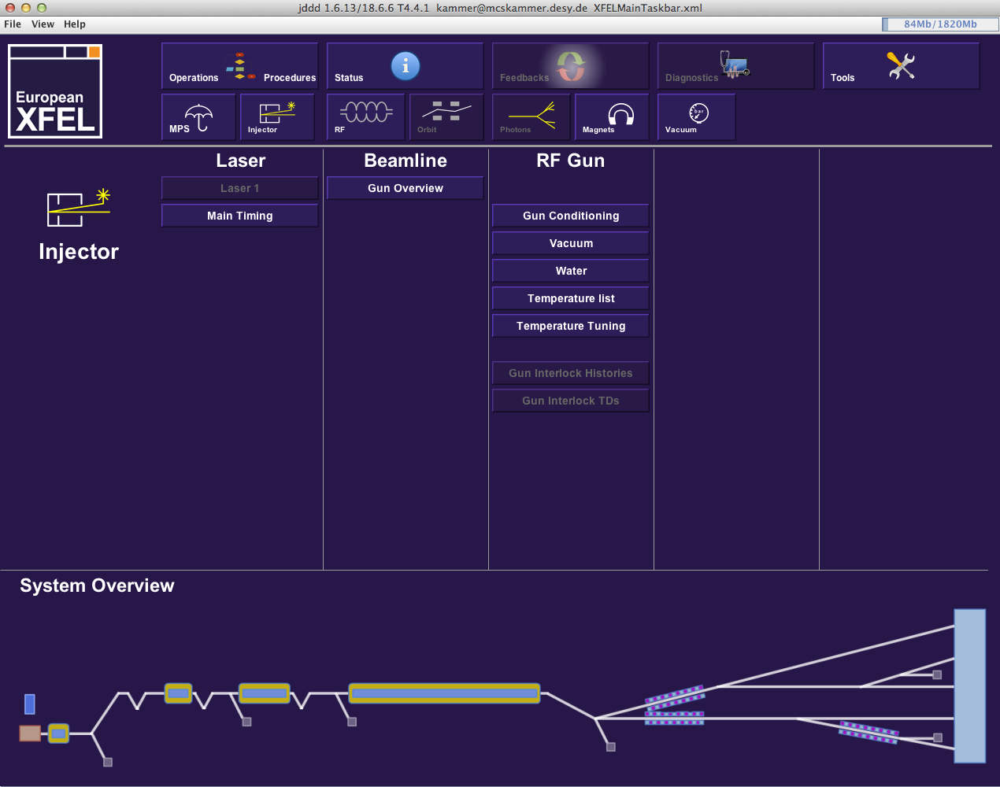 jddd 1.6.13/18.6.6 T4.4.1 kammer@mcskammer.desy.de XFELMainTaskbar.xml
File View Help
84Mb/1820Mb
European
XFEL
Operations Procedures
Status
i
Feedbacks
Diagnostics
Tools
MPS
Injector
RF
Orbit
Photons
Magnets
bar
Vacuum
Injector
Laser
Laser 1
Main Timing
Beamline
Gun Overview
RF Gun
Gun Conditioning
Vacuum
Water
Temperature list
Temperature Tuning
Gun Interlock Histories
Gun Interlock TDs
System Overview